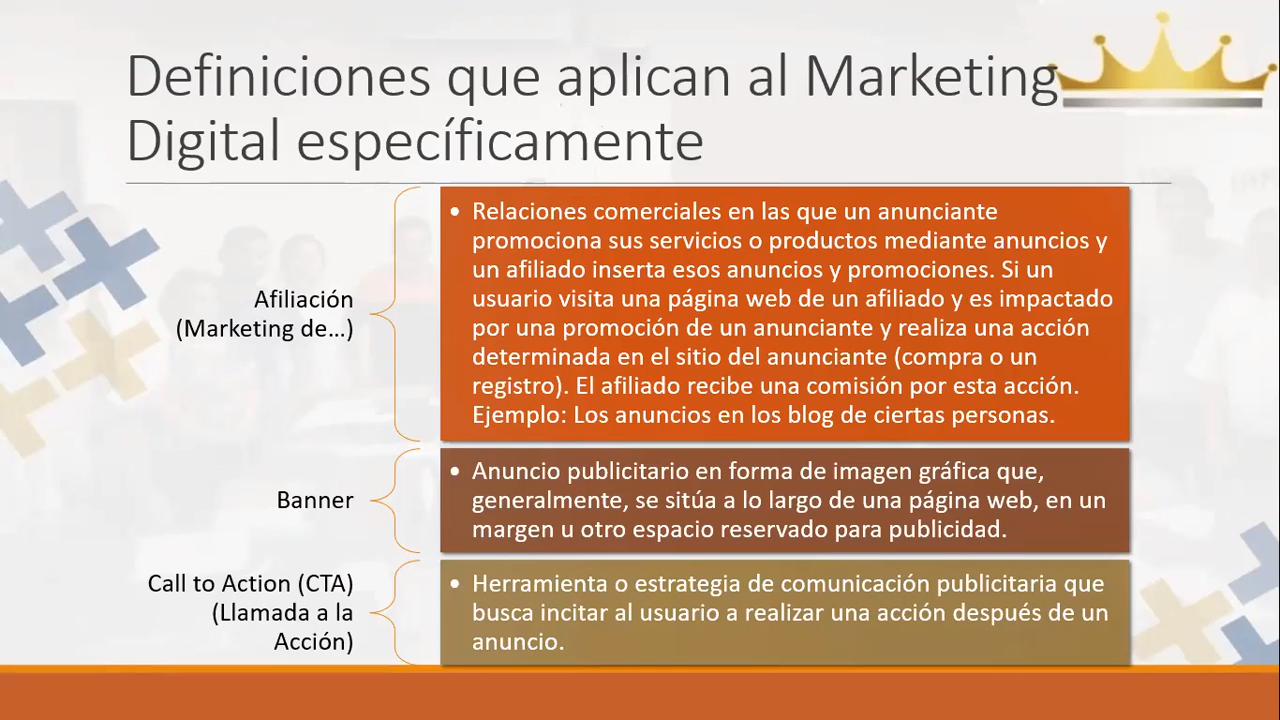 Definiciones que aplican al Marketing
Digital específicamente
Afiliación
(Marketing de…)
• Relaciones comerciales en las que un anunciante
promociona sus servicios o productos mediante anuncios y
un afiliado inserta esos anuncios y promociones. Si un
usuario visita una página web de un afiliado y es impactado
por una promoción de un anunciante y realiza una acción
determinada en el sitio del anunciante (compra o un
registro). El afiliado recibe una comisión por esta acción.
Ejemplo: Los anuncios en los blog de ciertas personas.
Banner
• Anuncio publicitario en forma de imagen gráfica que,
generalmente, se sitúa a lo largo de una página web, en un
margen u otro espacio reservado para publicidad.
Call to Action (CTA)
(Llamada a la
Acción)
• Herramienta o estrategia de comunicación publicitaria que
busca incitar al usuario a realizar una acción después de un
anuncio.